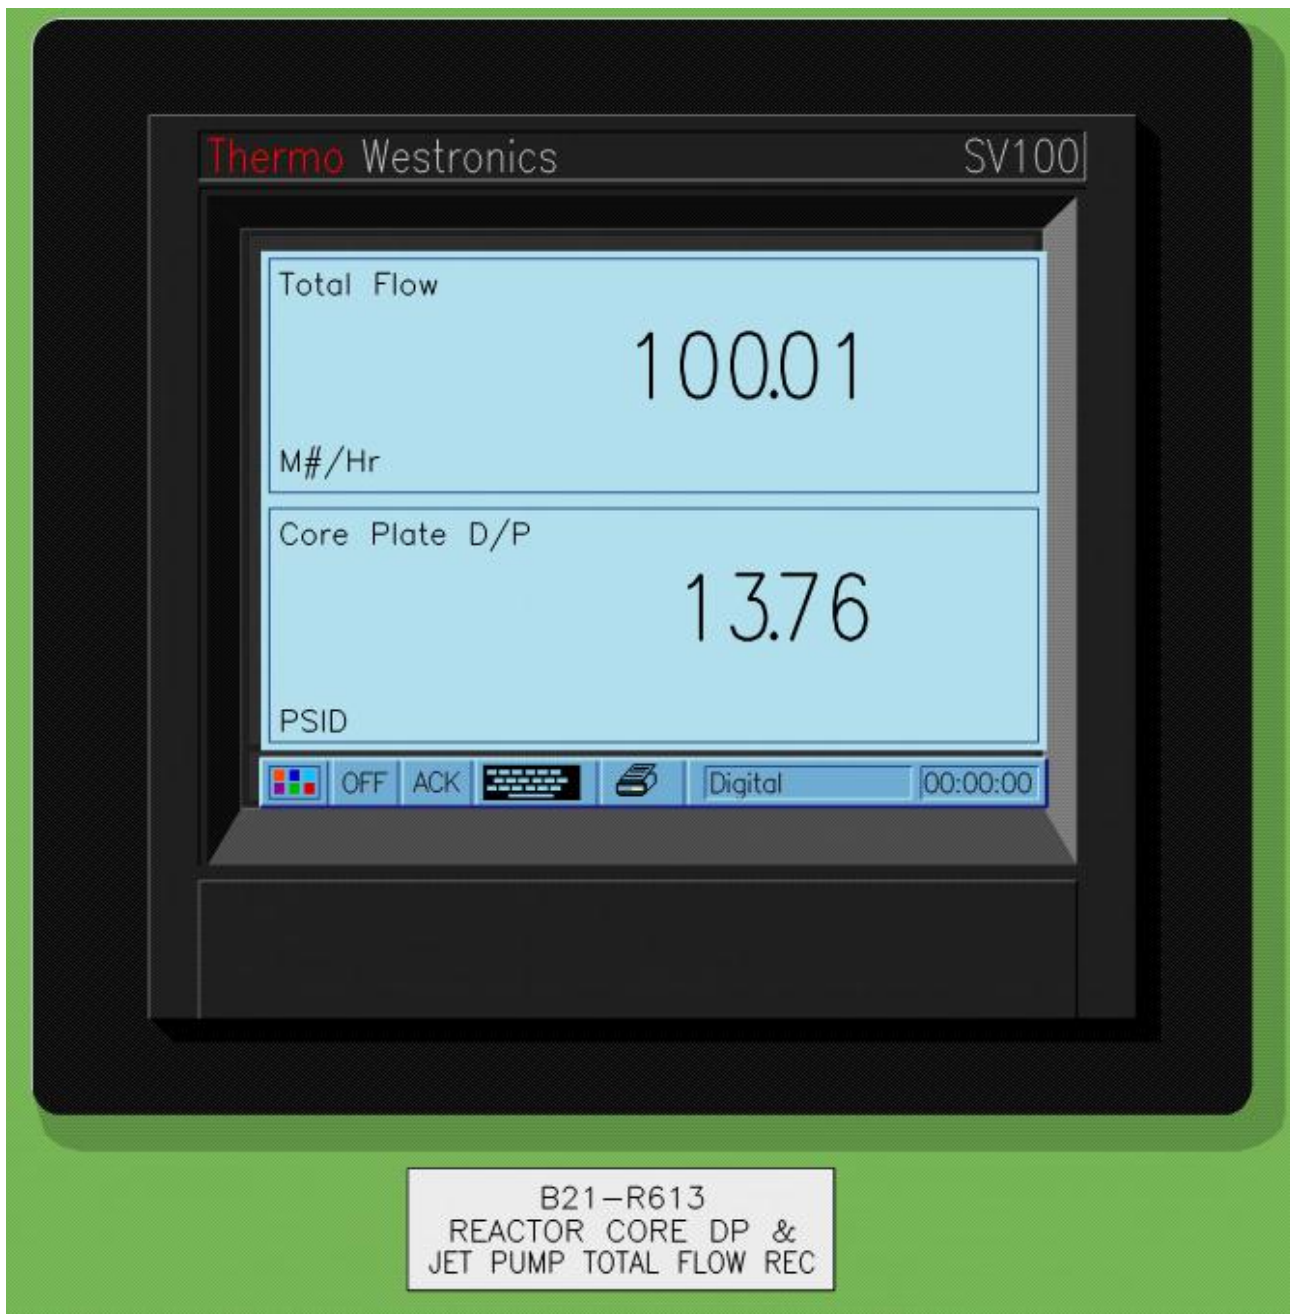 Thermo Westronics SV100
Total Flow
100.01
M#/Hr
Core Plate D/P
13.76
PSID
OFF ACK Digital 00:00:00
B21-R613
REACTOR CORE DP &
JET PUMP TOTAL FLOW REC